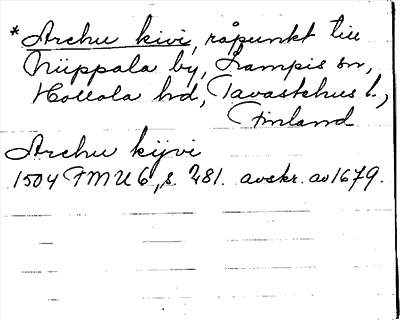 *Archu kivi, råpunkt till
Nüppala by, Lampis sn,
Hollola hd, Tavastehus l.,
Finland
Archu kijvi
1504 FMU 6, s. 281. avskr. av 1679.